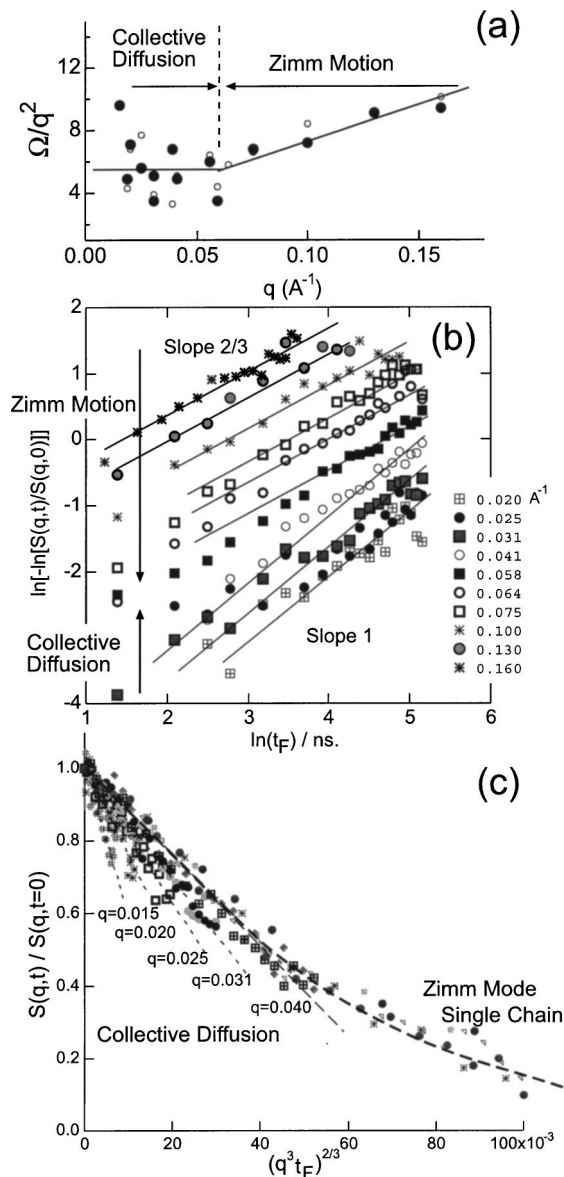 (a)
Collective
Diffusion
Zimm Motion
Ω/q²
12
8
4
0.00
0.05
0.10
0.15
q (A⁻¹)
(b)
ln[-ln[S(q,t)/S(q,0)]]
2
1
0
-1
-2
-4
Slope 2/3
Zimm Motion
Collective
Diffusion
Slope 1
0.020 A⁻¹
0.025
0.031
0.041
0.058
0.064
0.075
0.100
0.130
0.160
1
2
3
4
5
6
ln(tF) / ns.
(c)
S(q,t) / S(q,t=0)
1.0
0.8
0.6
0.4
0.2
0.0
q=0.015
q=0.020
q=0.025
q=0.031
q=0.040
Collective Diffusion
Zimm Mode
Single Chain
0
20
40
60
80
100x10⁻³
(q³tF)²/³